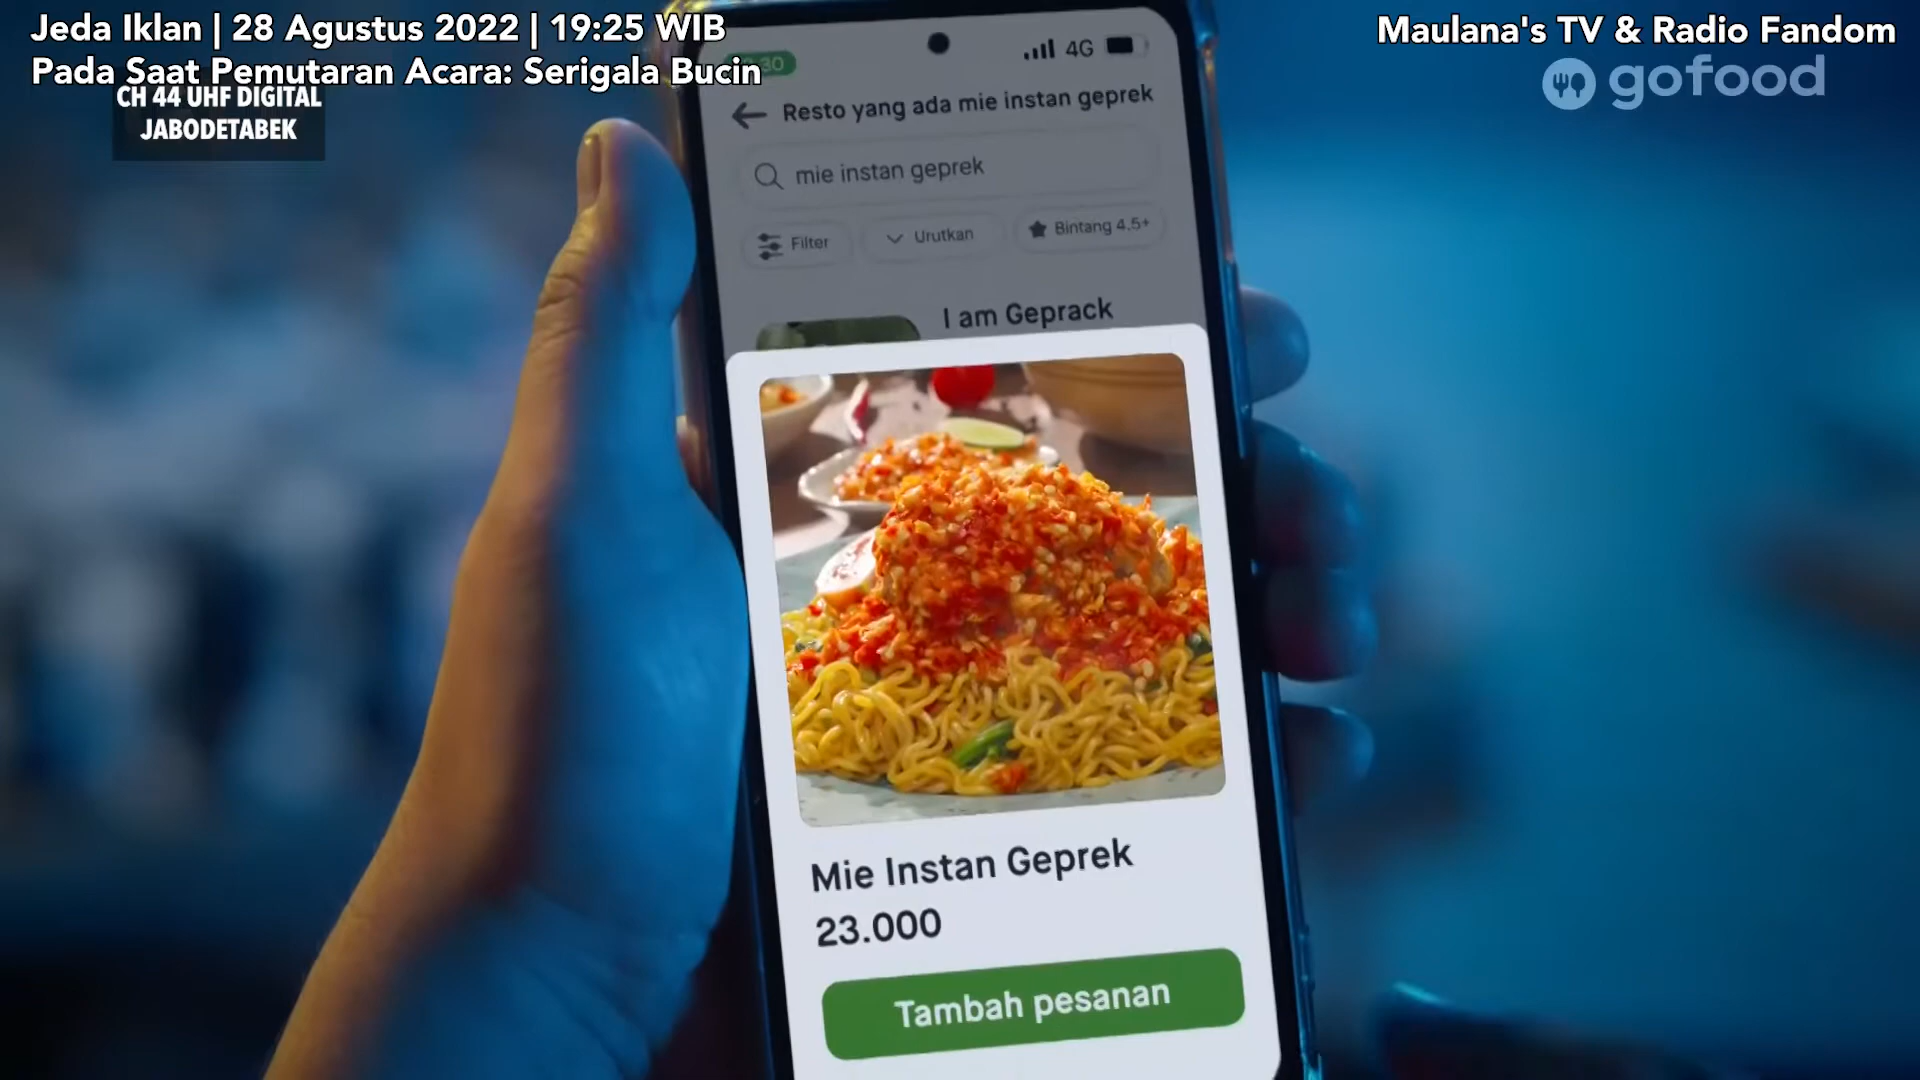 Jeda Iklan | 28 Agustus 2022 | 19:25 WIB
Pada Saat Pemutaran Acara: Serigala Bucin
CH 44 UHF DIGITAL
JABODETABEK
Maulana's TV & Radio Fandom
gofood
4G
Resto yang ada mie instan geprek
mie instan geprek
Filter
Urutkan
Bintang 4.5+
I am Geprack
Mie Instan Geprek
23.000
Tambah pesanan